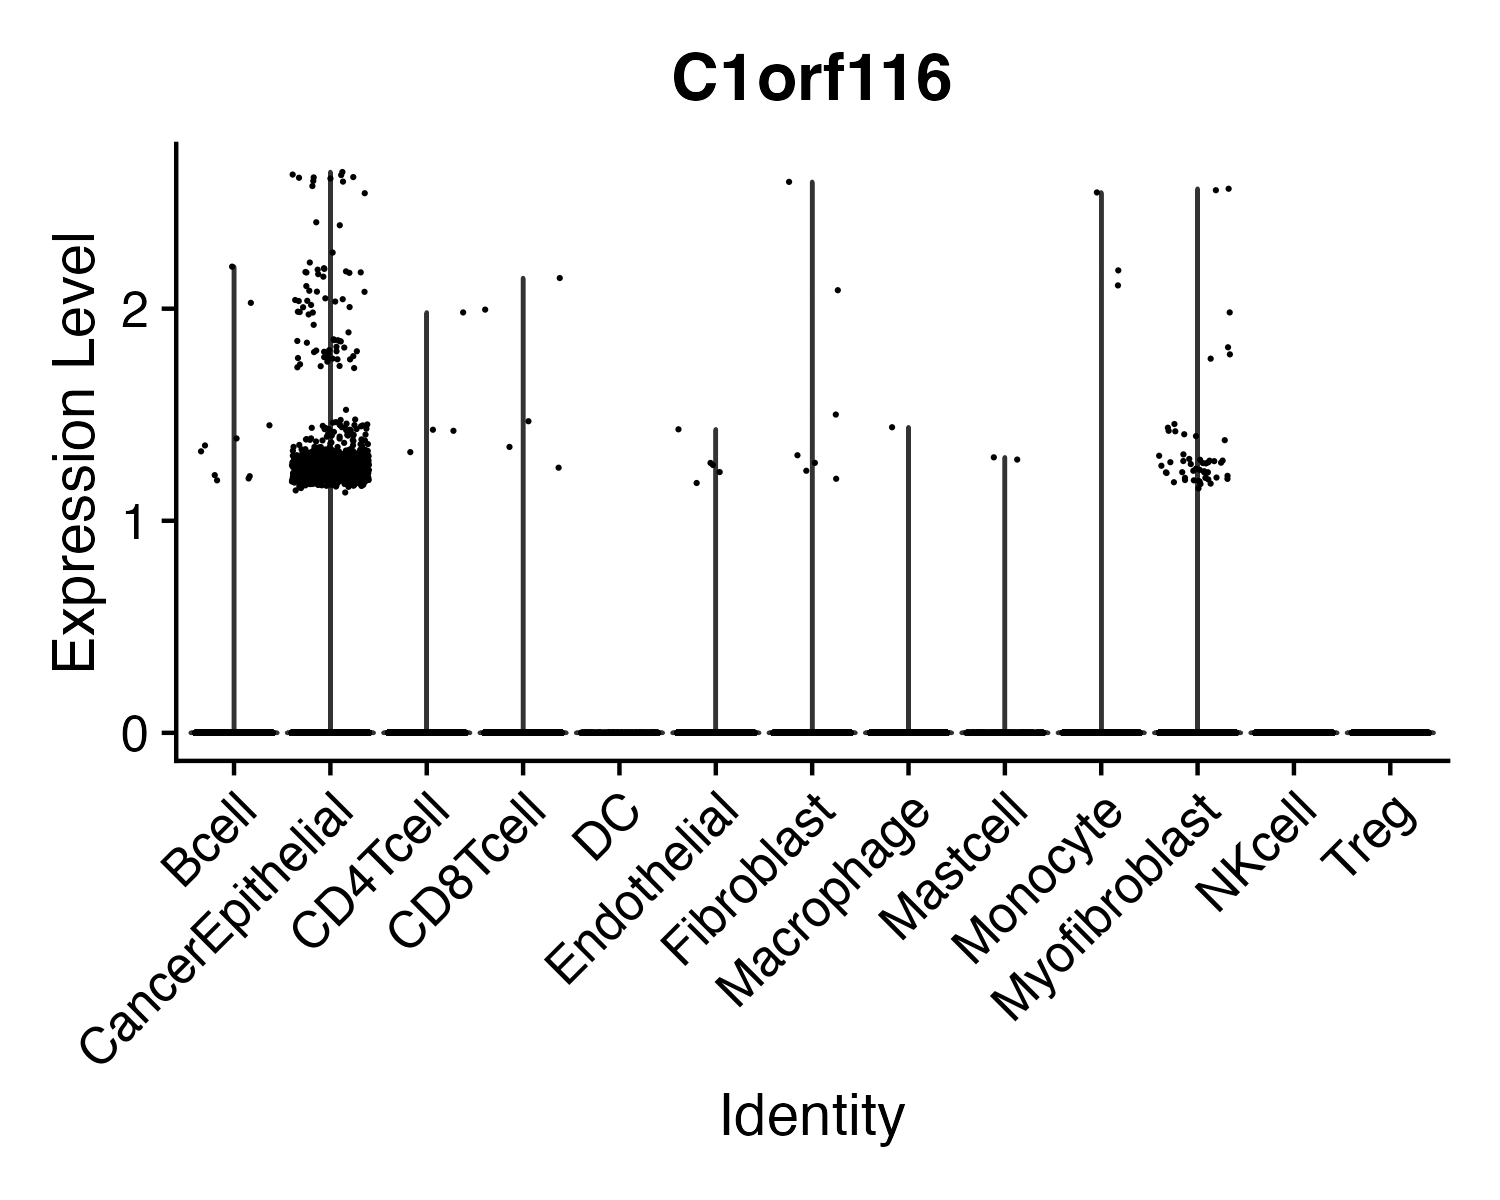 C1orf116
Expression Level
2
1
0
Bcell
CancerEpithelial
CD4Tcell
CD8Tcell
DC
Endothelial
Fibroblast
Macrophage
Mastcell
Monocyte
Myofibroblast
NKcell
Treg
Identity